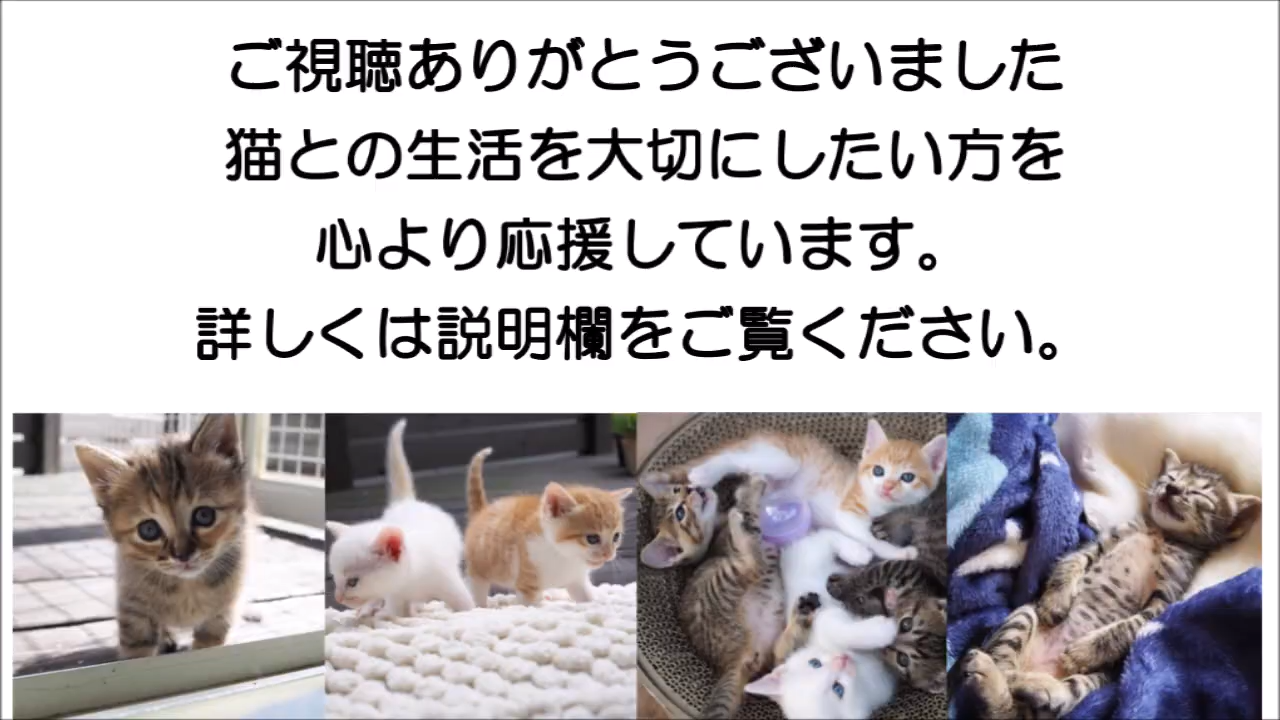 ご視聴ありがとうございました
猫との生活を大切にしたい方を
心より応援しています。
詳しくは説明欄をご覧ください。